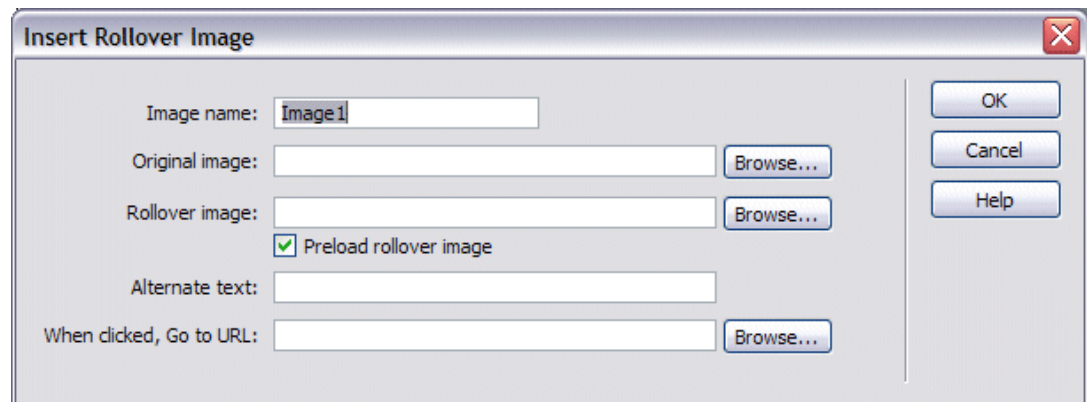 Insert Rollover Image
Image name: Image1
OK
Original image: Browse...
Cancel
Rollover image: Browse...
Help
Preload rollover image
Alternate text:
When clicked, Go to URL: Browse...